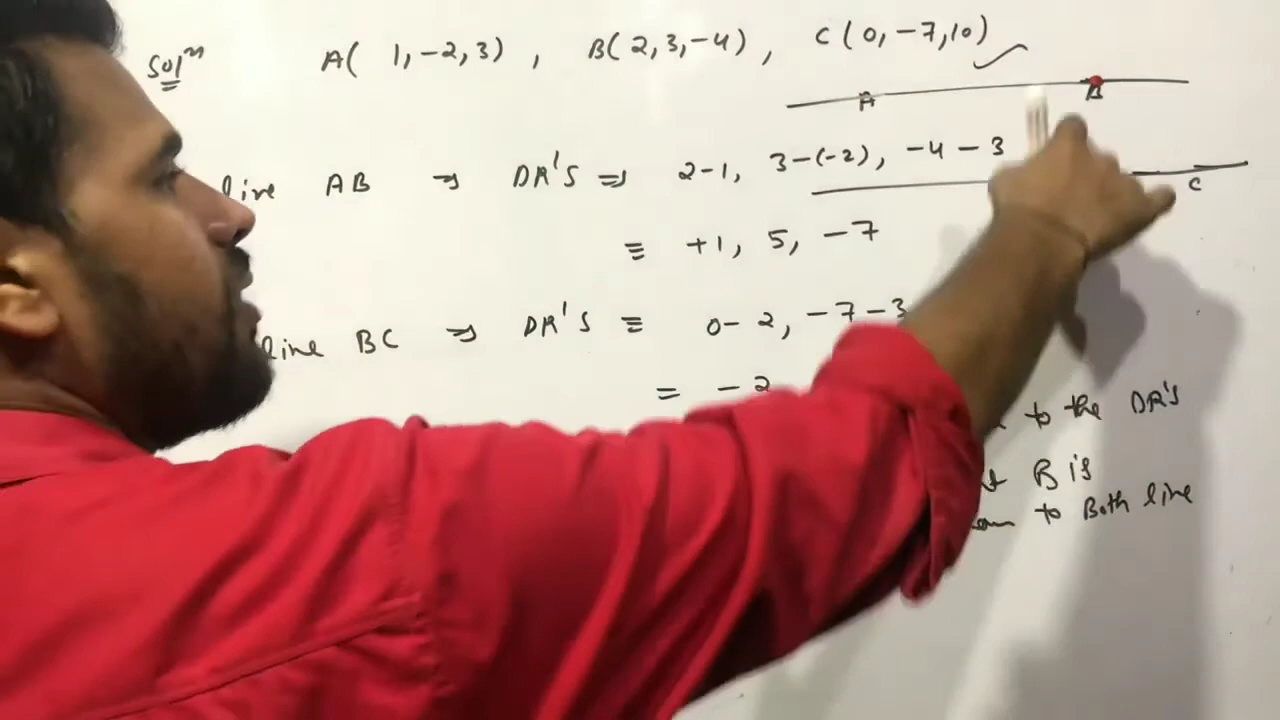 Solⁿ A( 1, -2, 3) , B( 2, 3, -4) , C( 0, -7, 10)
A B
line AB ⇒ DR'S ⇒ 2-1, 3-(-2), -4-3
C
≡ +1, 5, -7
line BC ⇒ DR'S ≡ 0-2, -7-3
= -2
to the DR'S
B is
to Both line